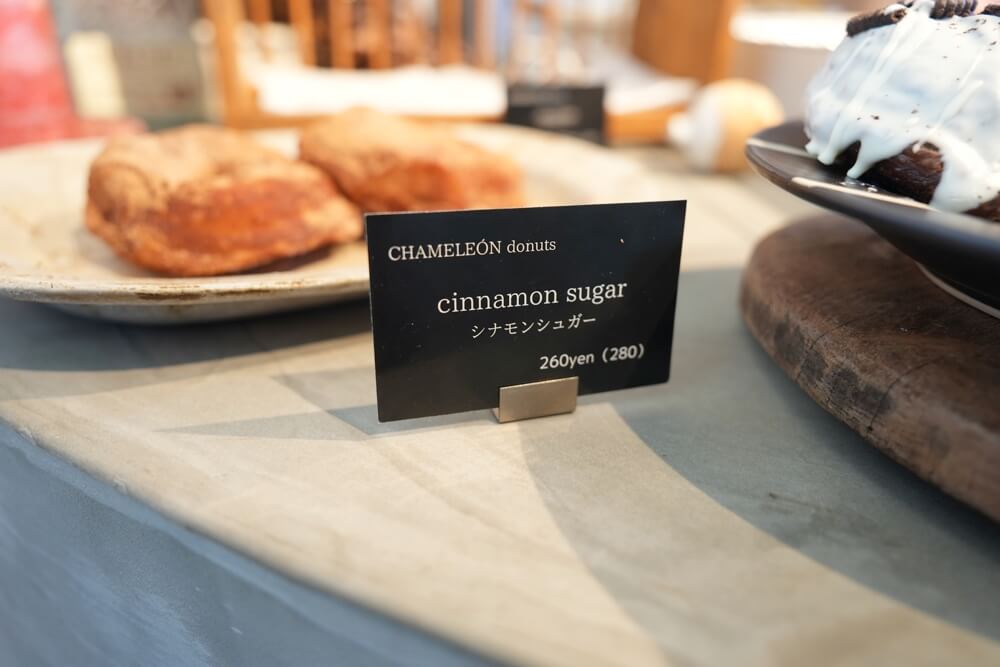 CHAMELEÓN donuts
cinnamon sugar
シナモンシュガー
260yen (280)